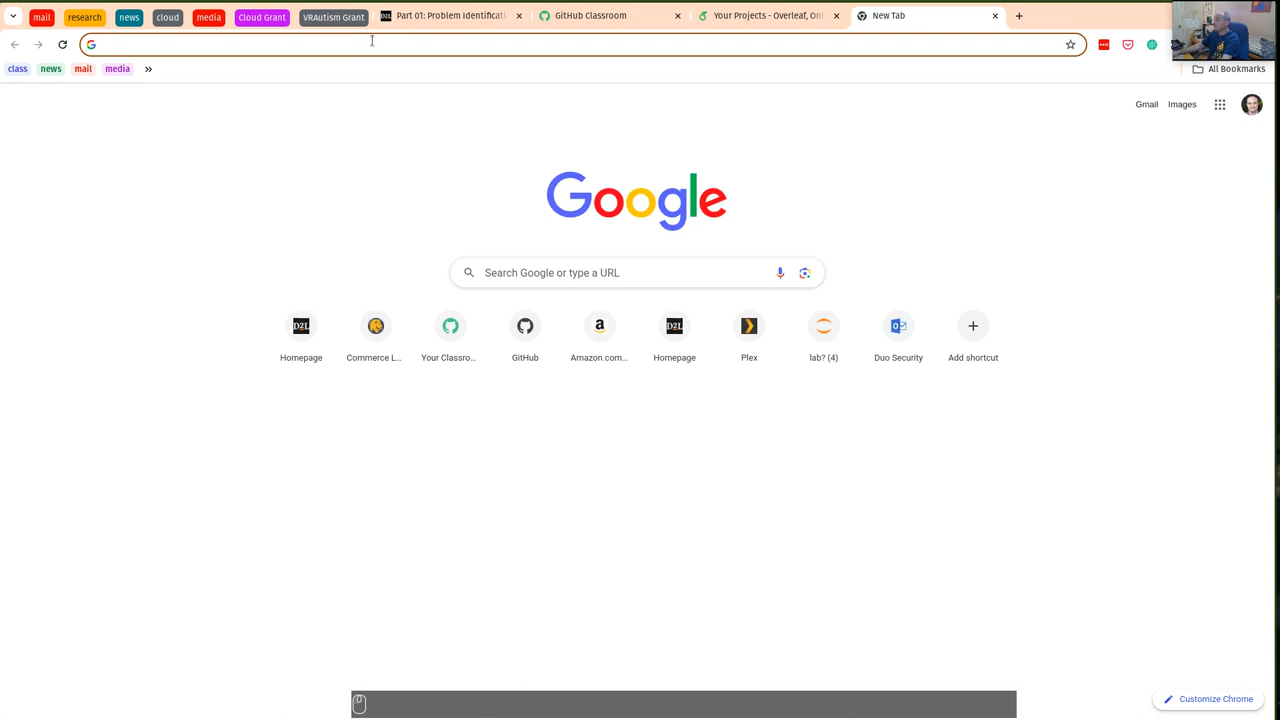 mail research news cloud media Cloud Grant VRAutism Grant Part 01: Problem Identificati GitHub Classroom Your Projects - Overleaf, Onl New Tab
class news mail media » All Bookmarks
Gmail Images
Google
Search Google or type a URL
Homepage Commerce L... Your Classro... GitHub Amazon.com... Homepage Plex lab? (4) Duo Security Add shortcut
Customize Chrome